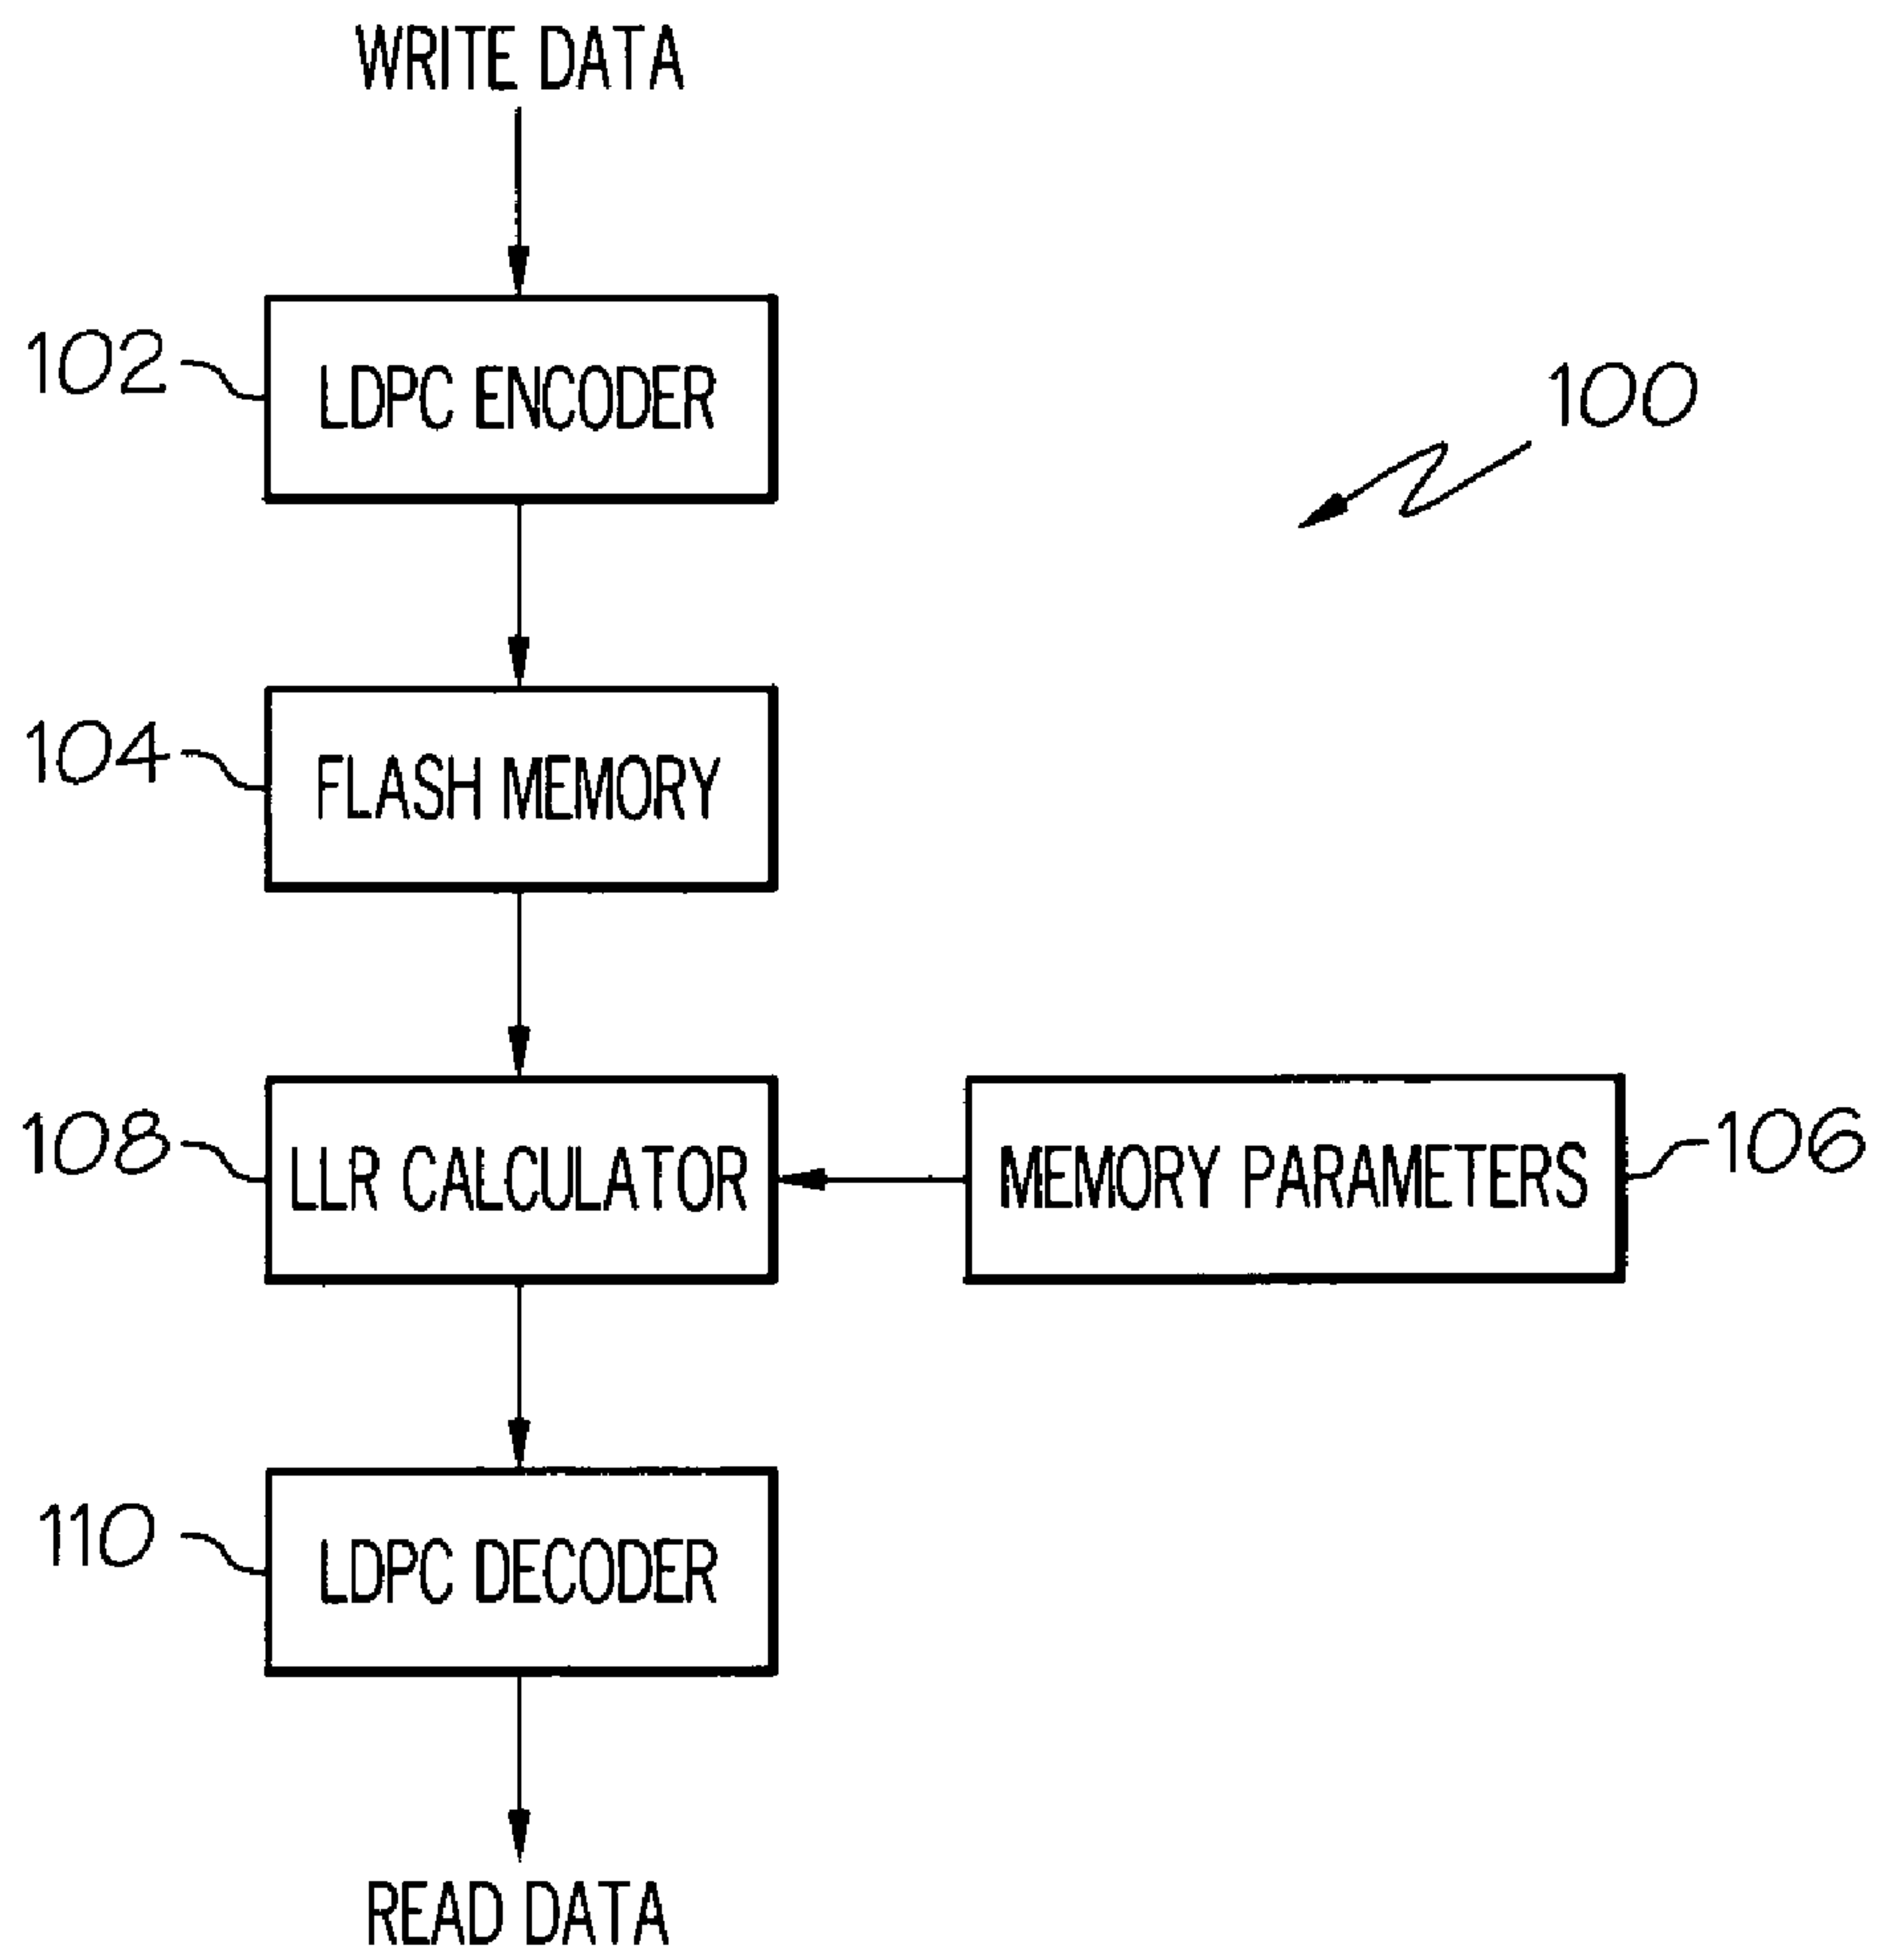 WRITE DATA
102
LDPC ENCODER
100
104
FLASH MEMORY
108
LLR CALCULATOR
MEMORY PARAMETERS
106
110
LDPC DECODER
READ DATA